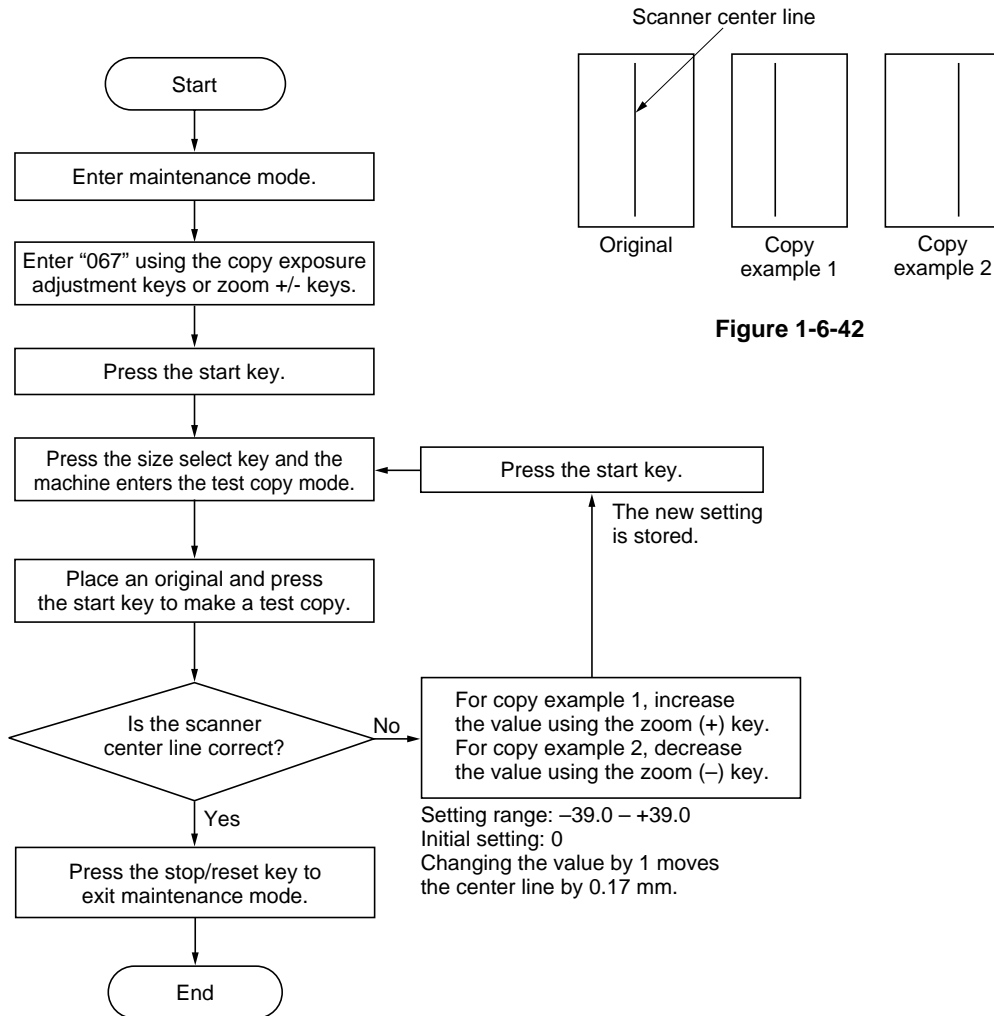 Scanner center line
Original
Copy
example 1
Copy
example 2
Figure 1-6-42
Start
Enter maintenance mode.
Enter “067” using the copy exposure
adjustment keys or zoom +/- keys.
Press the start key.
Press the size select key and the
machine enters the test copy mode.
Press the start key.
The new setting
is stored.
Place an original and press
the start key to make a test copy.
Is the scanner
center line correct?
No
For copy example 1, increase
the value using the zoom (+) key.
For copy example 2, decrease
the value using the zoom (–) key.
Setting range: –39.0 – +39.0
Initial setting: 0
Changing the value by 1 moves
the center line by 0.17 mm.
Yes
Press the stop/reset key to
exit maintenance mode.
End